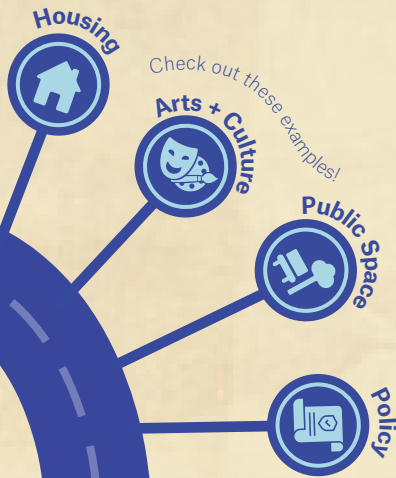 Housing
Check out these examples!
Arts + Culture
Public Space
Policy